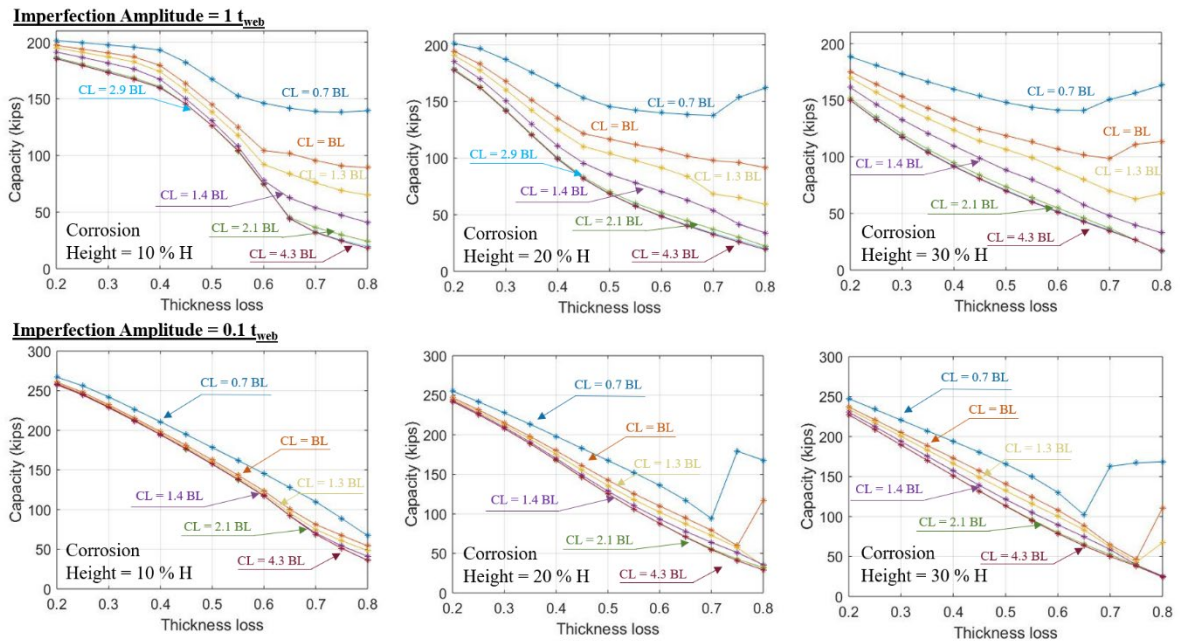 Imperfection Amplitude = 1 tweb
200
150
100
50
0
Capacity (kips)
CL = 0.7 BL
CL = 2.9 BL
CL = BL
CL = 1.3 BL
CL = 1.4 BL
CL = 2.1 BL
CL = 4.3 BL
Corrosion
Height = 10 % H
0.2 0.3 0.4 0.5 0.6 0.7 0.8
Thickness loss
200
150
100
50
0
Capacity (kips)
CL = 0.7 BL
CL = BL
CL = 2.9 BL
CL = 1.3 BL
CL = 1.4 BL
CL = 2.1 BL
CL = 4.3 BL
Corrosion
Height = 20 % H
0.2 0.3 0.4 0.5 0.6 0.7 0.8
Thickness loss
200
150
100
50
0
Capacity (kips)
CL = 0.7 BL
CL = BL
CL = 1.4 BL
CL = 1.3 BL
CL = 2.1 BL
CL = 4.3 BL
Corrosion
Height = 30 % H
0.2 0.3 0.4 0.5 0.6 0.7 0.8
Thickness loss
Imperfection Amplitude = 0.1 tweb
300
250
200
150
100
50
0
Capacity (kips)
CL = 0.7 BL
CL = BL
CL = 1.3 BL
CL = 1.4 BL
CL = 2.1 BL
CL = 4.3 BL
Corrosion
Height = 10 % H
0.2 0.3 0.4 0.5 0.6 0.7 0.8
Thickness loss
300
250
200
150
100
50
0
Capacity (kips)
CL = 0.7 BL
CL = BL
CL = 1.3 BL
CL = 1.4 BL
CL = 2.1 BL
CL = 4.3 BL
Corrosion
Height = 20 % H
0.2 0.3 0.4 0.5 0.6 0.7 0.8
Thickness loss
300
250
200
150
100
50
0
Capacity (kips)
CL = 0.7 BL
CL = BL
CL = 1.3 BL
CL = 1.4 BL
CL = 2.1 BL
CL = 4.3 BL
Corrosion
Height = 30 % H
0.2 0.3 0.4 0.5 0.6 0.7 0.8
Thickness loss